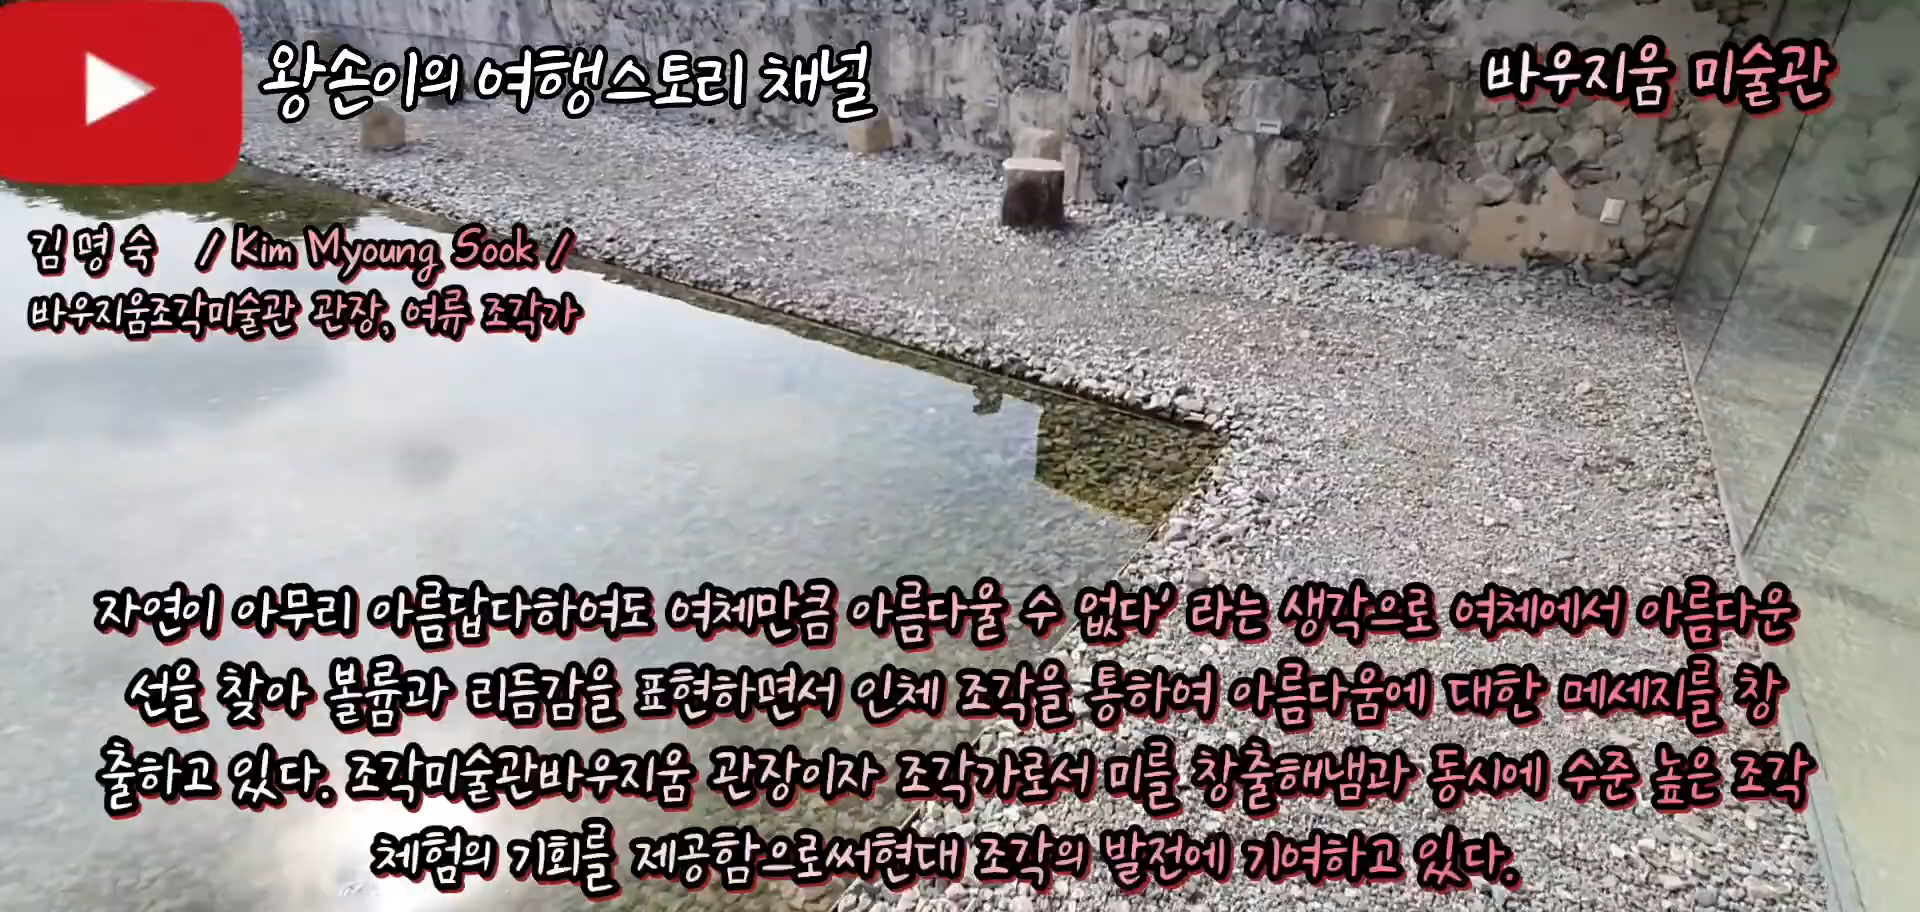 왕손이의 여행스토리 채널
바우지움 미술관
김 명 숙 / Kim Myoung Sook /
바우지움조각미술관 관장, 여류 조각가
자연이 아무리 아름답다하여도 여체만큼 아름다울 수 없다' 라는 생각으로 여체에서 아름다운
선을 찾아 볼륨과 리듬감을 표현하면서 인체 조각을 통하여 아름다움에 대한 메세지를 창
출하고 있다. 조각미술관바우지움 관장이자 조각가로서 미를 창출해냄과 동시에 수준 높은 조각
체험의 기회를 제공함으로써현대 조각의 발전에 기여하고 있다.